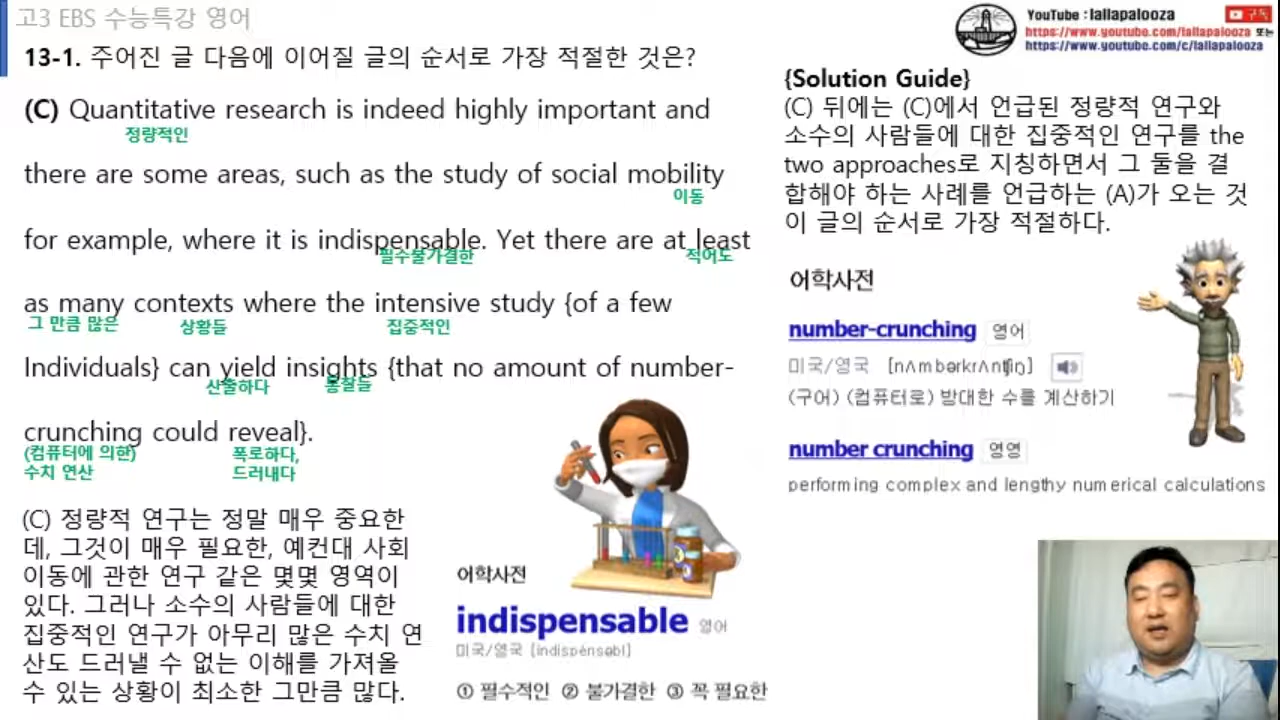 고3 EBS 수능특강 영어
YouTube : lallapalooza
구독
https://www.youtube.com/lallapalooza 또는
https://www.youtube.com/c/lallapalooza
13-1. 주어진 글 다음에 이어질 글의 순서로 가장 적절한 것은?
(C) Quantitative research is indeed highly important and
정량적인
there are some areas, such as the study of social mobility
이동
for example, where it is indispensable. Yet there are at least
필수불가결한 적어도
as many contexts where the intensive study {of a few
그 만큼 많은 상황들 집중적인
Individuals} can yield insights {that no amount of number-
산출하다 통찰들
crunching could reveal}.
(컴퓨터에 의한) 폭로하다,
수치 연산 드러내다
(C) 정량적 연구는 정말 매우 중요한
데, 그것이 매우 필요한, 예컨대 사회
이동에 관한 연구 같은 몇몇 영역이
있다. 그러나 소수의 사람들에 대한
집중적인 연구가 아무리 많은 수치 연
산도 드러낼 수 없는 이해를 가져올
수 있는 상황이 최소한 그만큼 많다.
어학사전
indispensable 영어
미국/영국 [indispénsəbl]
① 필수적인 ② 불가결한 ③ 꼭 필요한
{Solution Guide}
(C) 뒤에는 (C)에서 언급된 정량적 연구와
소수의 사람들에 대한 집중적인 연구를 the
two approaches로 지칭하면서 그 둘을 결
합해야 하는 사례를 언급하는 (A)가 오는 것
이 글의 순서로 가장 적절하다.
어학사전
number-crunching 영어
미국/영국 [nʌmbərkrʌntʃiŋ]
(구어) (컴퓨터로) 방대한 수를 계산하기
number crunching 영영
performing complex and lengthy numerical calculations